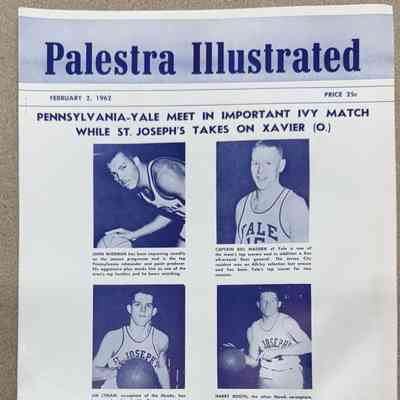 Palestra Illustrated
FEBRUARY 2, 1962
PRICE 25c
PENNSYLVANIA-YALE MEET IN IMPORTANT IVY MATCH
WHILE ST. JOSEPH'S TAKES ON XAVIER (O.)
YALE
JOHN has been improving steadily
as the season progresses and is the top
Pennsylvania rebounder and point producer.
His aggressive play marks him as one of the
team's top hustlers and he bears watching.
CAPTAIN BILL MADDEN of Yale is one of
the team's top scorers and in addition a fine
all-around floor general. The Jersey City
resident was an All-Ivy selection last season
and has been Yale's top scorer for two
seasons.
ST. JOSEPH
JOSEPH'S
JIM LYNAM, co-captain of the Hawks, has
HARRY BOOTH, the other Hawk co-captain,